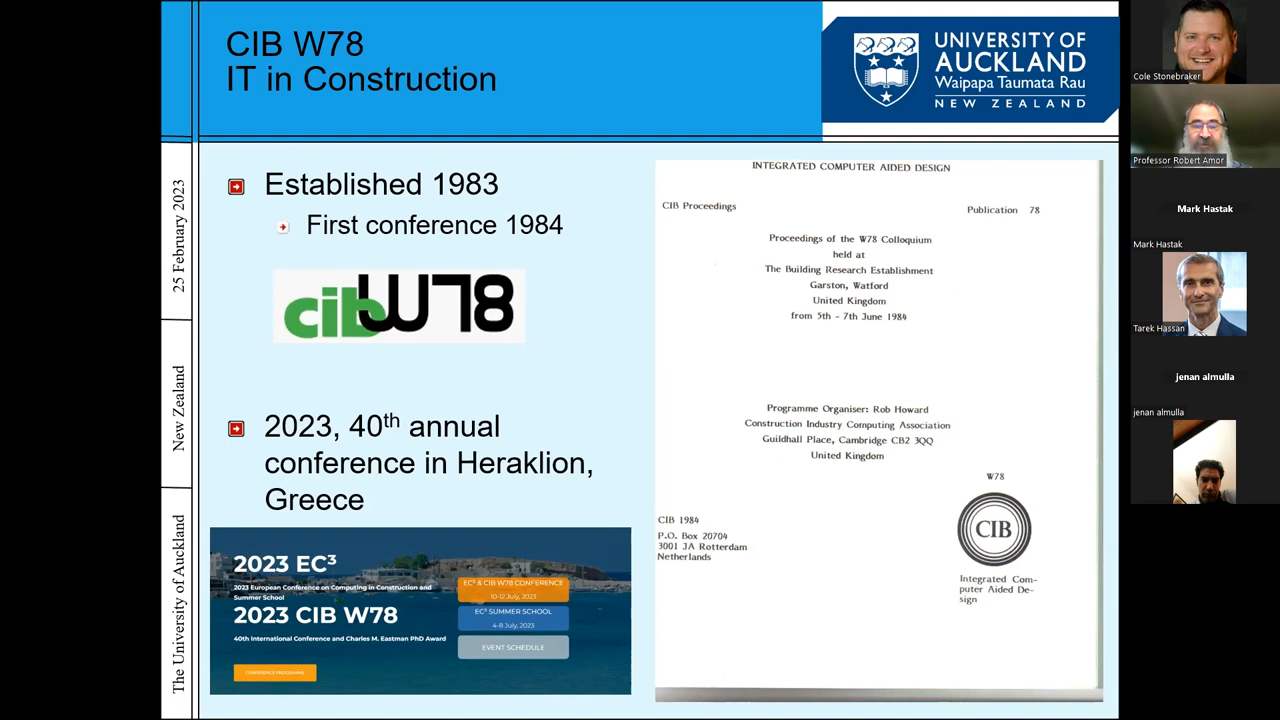 CIB W78
IT in Construction
UNIVERSITY OF
AUCKLAND
Waipapa Taumata Rau
NEW ZEALAND
25 February 2023
New Zealand
The University of Auckland
Established 1983
First conference 1984
cib W78
2023, 40th annual
conference in Heraklion,
Greece
2023 EC³
2023 European Conference on Computing in Construction and
Summer School
2023 CIB W78
40th International Conference and Charles M. Eastman PhD Award
CONFERENCE PROGRAMME
EC³ & CIB W78 CONFERENCE
10-12 July, 2023
EC³ SUMMER SCHOOL
4-8 July, 2023
EVENT SCHEDULE
INTEGRATED COMPUTER AIDED DESIGN
CIB Proceedings
Publication 78
Proceedings of the W78 Colloquium
held at
The Building Research Establishment
Garston, Watford
United Kingdom
from 5th - 7th June 1984
Programme Organiser: Rob Howard
Construction Industry Computing Association
Guildhall Place, Cambridge CB2 3QQ
United Kingdom
W78
CIB
Integrated Com-
puter Aided De-
sign
CIB 1984
P.O. Box 20704
3001 JA Rotterdam
Netherlands
Cole Stonebraker
Professor Robert Amor
Mark Hastak
Mark Hastak
Tarek Hassan
jenan almulla
jenan almulla